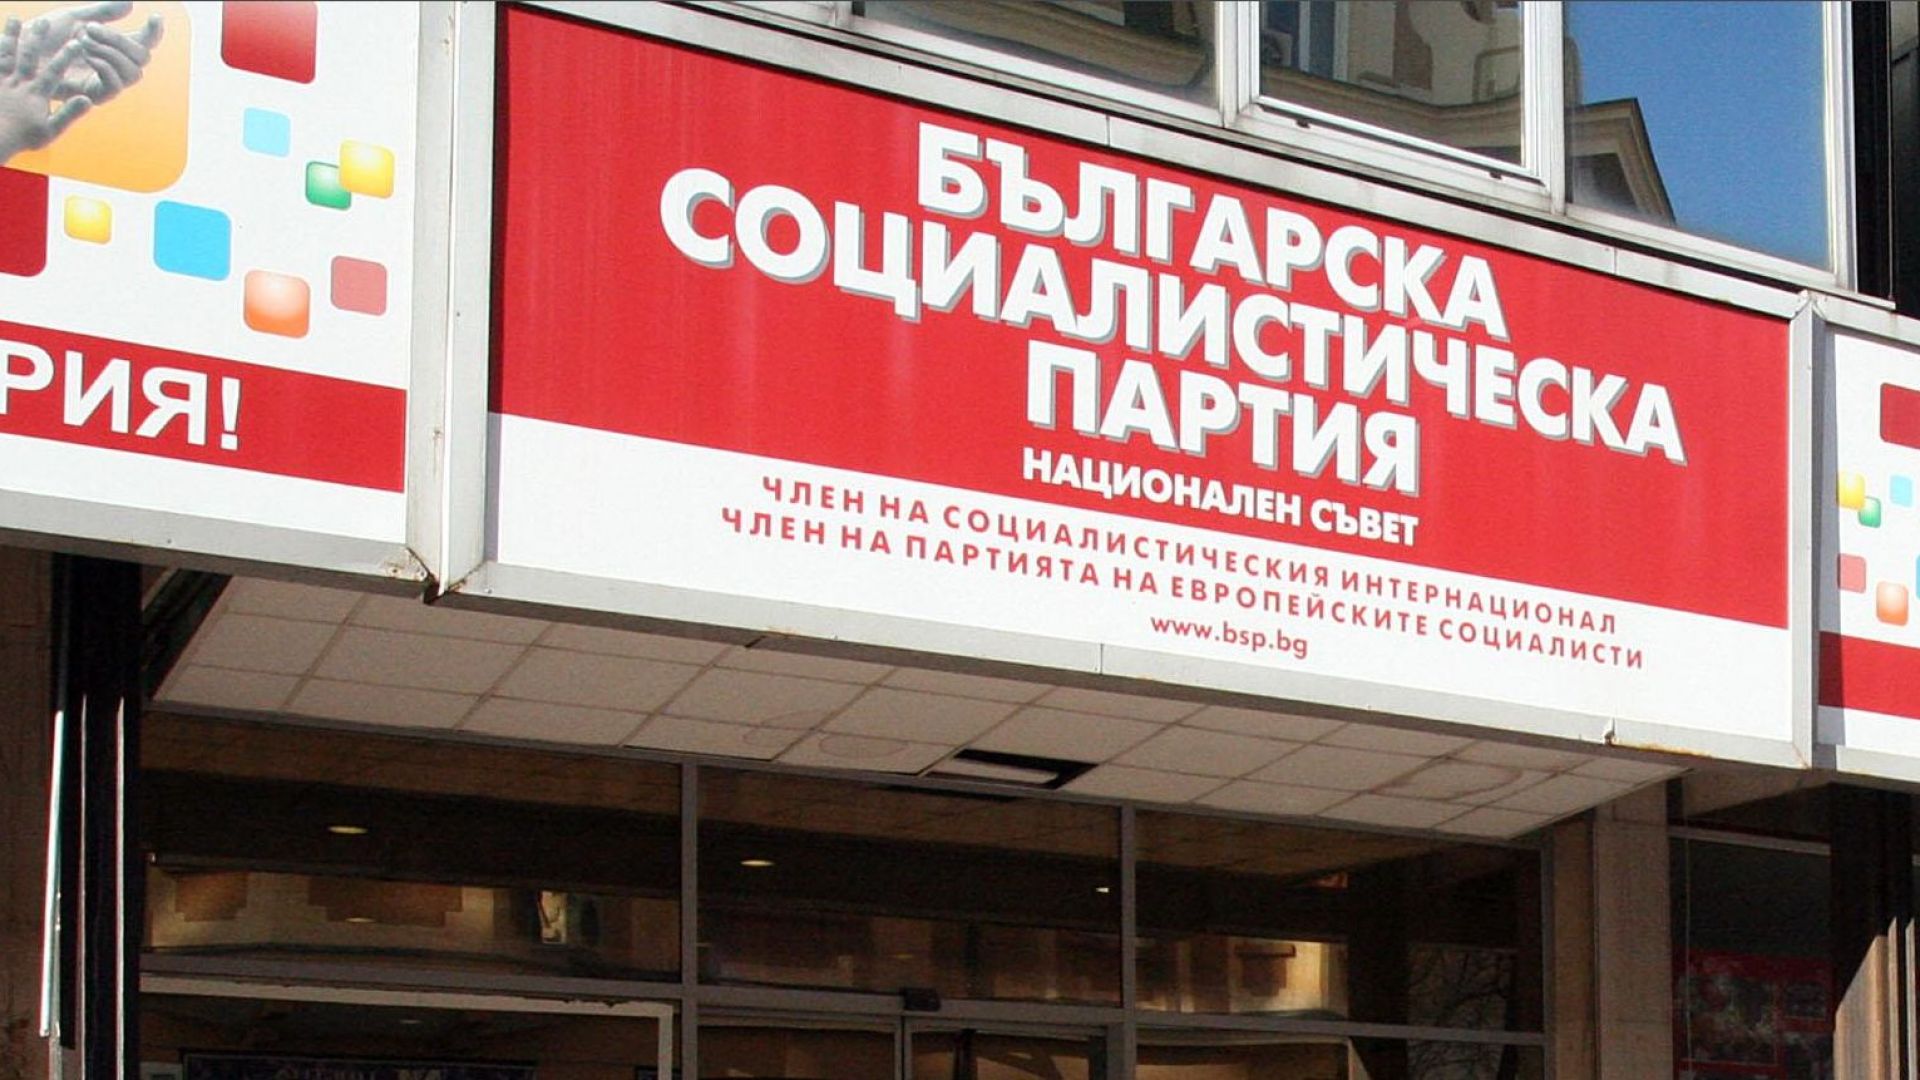 РИЯ!
БЪЛГАРСКА
СОЦИАЛИСТИЧЕСКА
ПАРТИЯ
НАЦИОНАЛЕН СЪВЕТ
ЧЛЕН НА СОЦИАЛИСТИЧЕСКИЯ ИНТЕРНАЦИОНАЛ
ЧЛЕН НА ПАРТИЯТА НА ЕВРОПЕЙСКИТЕ СОЦИАЛИСТИ
www.bsp.bg